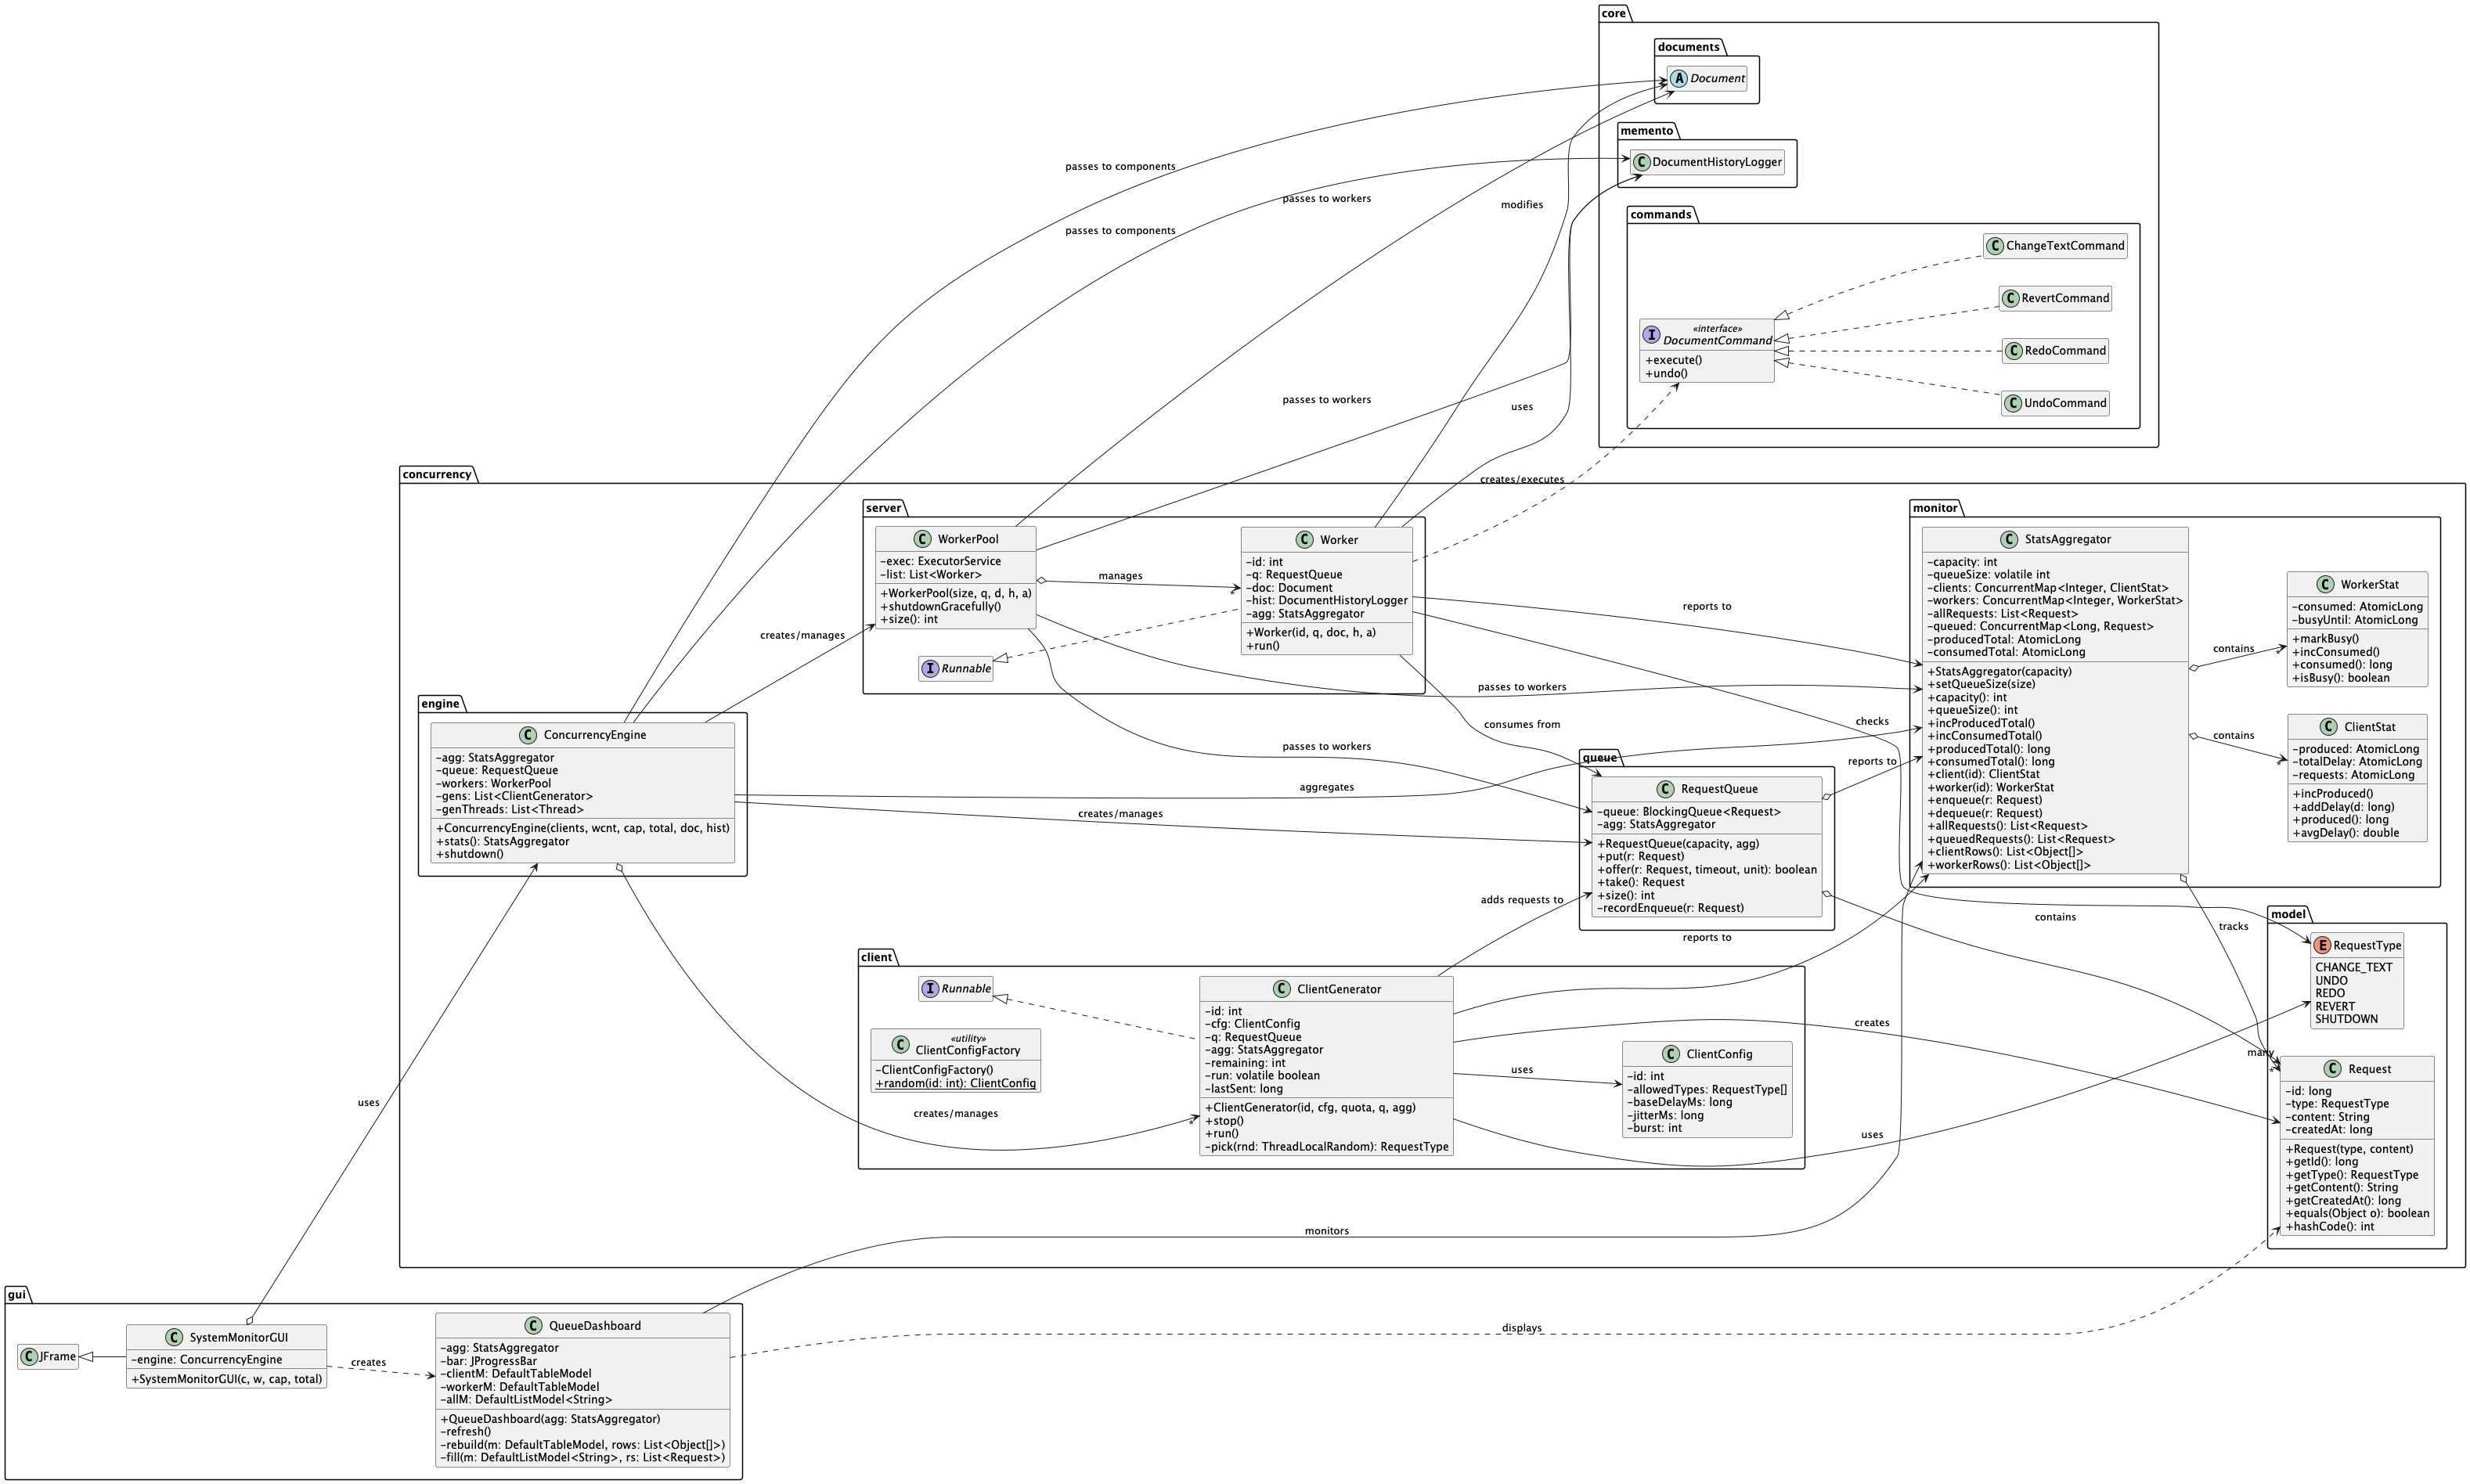 core
documents
A Document
memento
C DocumentHistoryLogger
commands
C ChangeTextCommand
C RevertCommand
I «interface»
DocumentCommand
+execute()
+undo()
C RedoCommand
C UndoCommand
passes to components
passes to workers
modifies
passes to components
passes to workers
uses
creates/executes
concurrency
server
C WorkerPool
-exec: ExecutorService
-list: List<Worker>
+WorkerPool(size, q, d, h, a)
+shutdownGracefully()
+size(): int
manages
*
C Worker
-id: int
-q: RequestQueue
-doc: Document
-hist: DocumentHistoryLogger
-agg: StatsAggregator
+Worker(id, q, doc, h, a)
+run()
I Runnable
creates/manages
reports to
passes to workers
consumes from
checks
passes to workers
aggregates
creates/manages
monitor
C StatsAggregator
-capacity: int
-queueSize: volatile int
-clients: ConcurrentMap<Integer, ClientStat>
-workers: ConcurrentMap<Integer, WorkerStat>
-allRequests: List<Request>
-queued: ConcurrentMap<Long, Request>
-producedTotal: AtomicLong
-consumedTotal: AtomicLong
+StatsAggregator(capacity)
+setQueueSize(size)
+capacity(): int
+queueSize(): int
+incProducedTotal()
+incConsumedTotal()
+producedTotal(): long
+consumedTotal(): long
+client(id): ClientStat
+worker(id): WorkerStat
+enqueue(r: Request)
+dequeue(r: Request)
+allRequests(): List<Request>
+queuedRequests(): List<Request>
+clientRows(): List<Object[]>
+workerRows(): List<Object[]>
contains
*
C WorkerStat
-consumed: AtomicLong
-busyUntil: AtomicLong
+markBusy()
+incConsumed()
+consumed(): long
+isBusy(): boolean
contains
*
C ClientStat
-produced: AtomicLong
-totalDelay: AtomicLong
-requests: AtomicLong
+incProduced()
+addDelay(d: long)
+produced(): long
+avgDelay(): double
engine
C ConcurrencyEngine
-agg: StatsAggregator
-queue: RequestQueue
-workers: WorkerPool
-gens: List<ClientGenerator>
-genThreads: List<Thread>
+ConcurrencyEngine(clients, wcnt, cap, total, doc, hist)
+stats(): StatsAggregator
+shutdown()
queue
C RequestQueue
-queue: BlockingQueue<Request>
-agg: StatsAggregator
+RequestQueue(capacity, agg)
+put(r: Request)
+offer(r: Request, timeout, unit): boolean
+take(): Request
+size(): int
-recordEnqueue(r: Request)
reports to
adds requests to
reports to
contains
tracks
many
*
client
I Runnable
C «utility»
ClientConfigFactory
-ClientConfigFactory()
+random(id: int): ClientConfig
C ClientGenerator
-id: int
-cfg: ClientConfig
-q: RequestQueue
-agg: StatsAggregator
-remaining: int
-run: volatile boolean
-lastSent: long
+ClientGenerator(id, cfg, quota, q, agg)
+stop()
+run()
-pick(rnd: ThreadLocalRandom): RequestType
uses
C ClientConfig
-id: int
-allowedTypes: RequestType[]
-baseDelayMs: long
-jitterMs: long
-burst: int
creates
uses
creates/manages
*
uses
monitors
model
E RequestType
CHANGE_TEXT
UNDO
REDO
REVERT
SHUTDOWN
C Request
-id: long
-type: RequestType
-content: String
-createdAt: long
+Request(type, content)
+getId(): long
+getType(): RequestType
+getContent(): String
+getCreatedAt(): long
+equals(Object o): boolean
+hashCode(): int
gui
C JFrame
C SystemMonitorGUI
-engine: ConcurrencyEngine
+SystemMonitorGUI(c, w, cap, total)
creates
C QueueDashboard
-agg: StatsAggregator
-bar: JProgressBar
-clientM: DefaultTableModel
-workerM: DefaultTableModel
-allM: DefaultListModel<String>
+QueueDashboard(agg: StatsAggregator)
-refresh()
-rebuild(m: DefaultTableModel, rows: List<Object[]>)
-fill(m: DefaultListModel<String>, rs: List<Request>)
displays